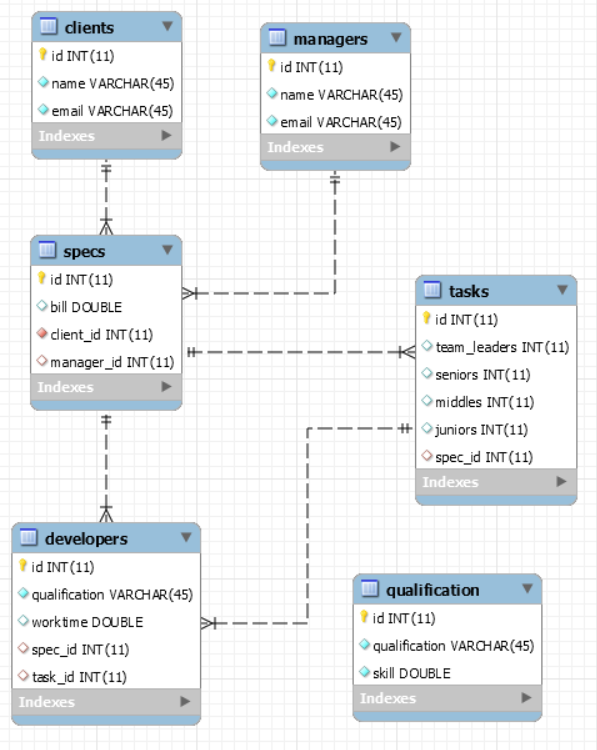 clients
id INT(11)
name VARCHAR(45)
email VARCHAR(45)
Indexes
managers
id INT(11)
name VARCHAR(45)
email VARCHAR(45)
Indexes
specs
id INT(11)
bill DOUBLE
client_id INT(11)
manager_id INT(11)
Indexes
tasks
id INT(11)
team_leaders INT(11)
seniors INT(11)
middles INT(11)
juniors INT(11)
spec_id INT(11)
Indexes
developers
id INT(11)
qualification VARCHAR(45)
worktime DOUBLE
spec_id INT(11)
task_id INT(11)
Indexes
qualification
id INT(11)
qualification VARCHAR(45)
skill DOUBLE
Indexes